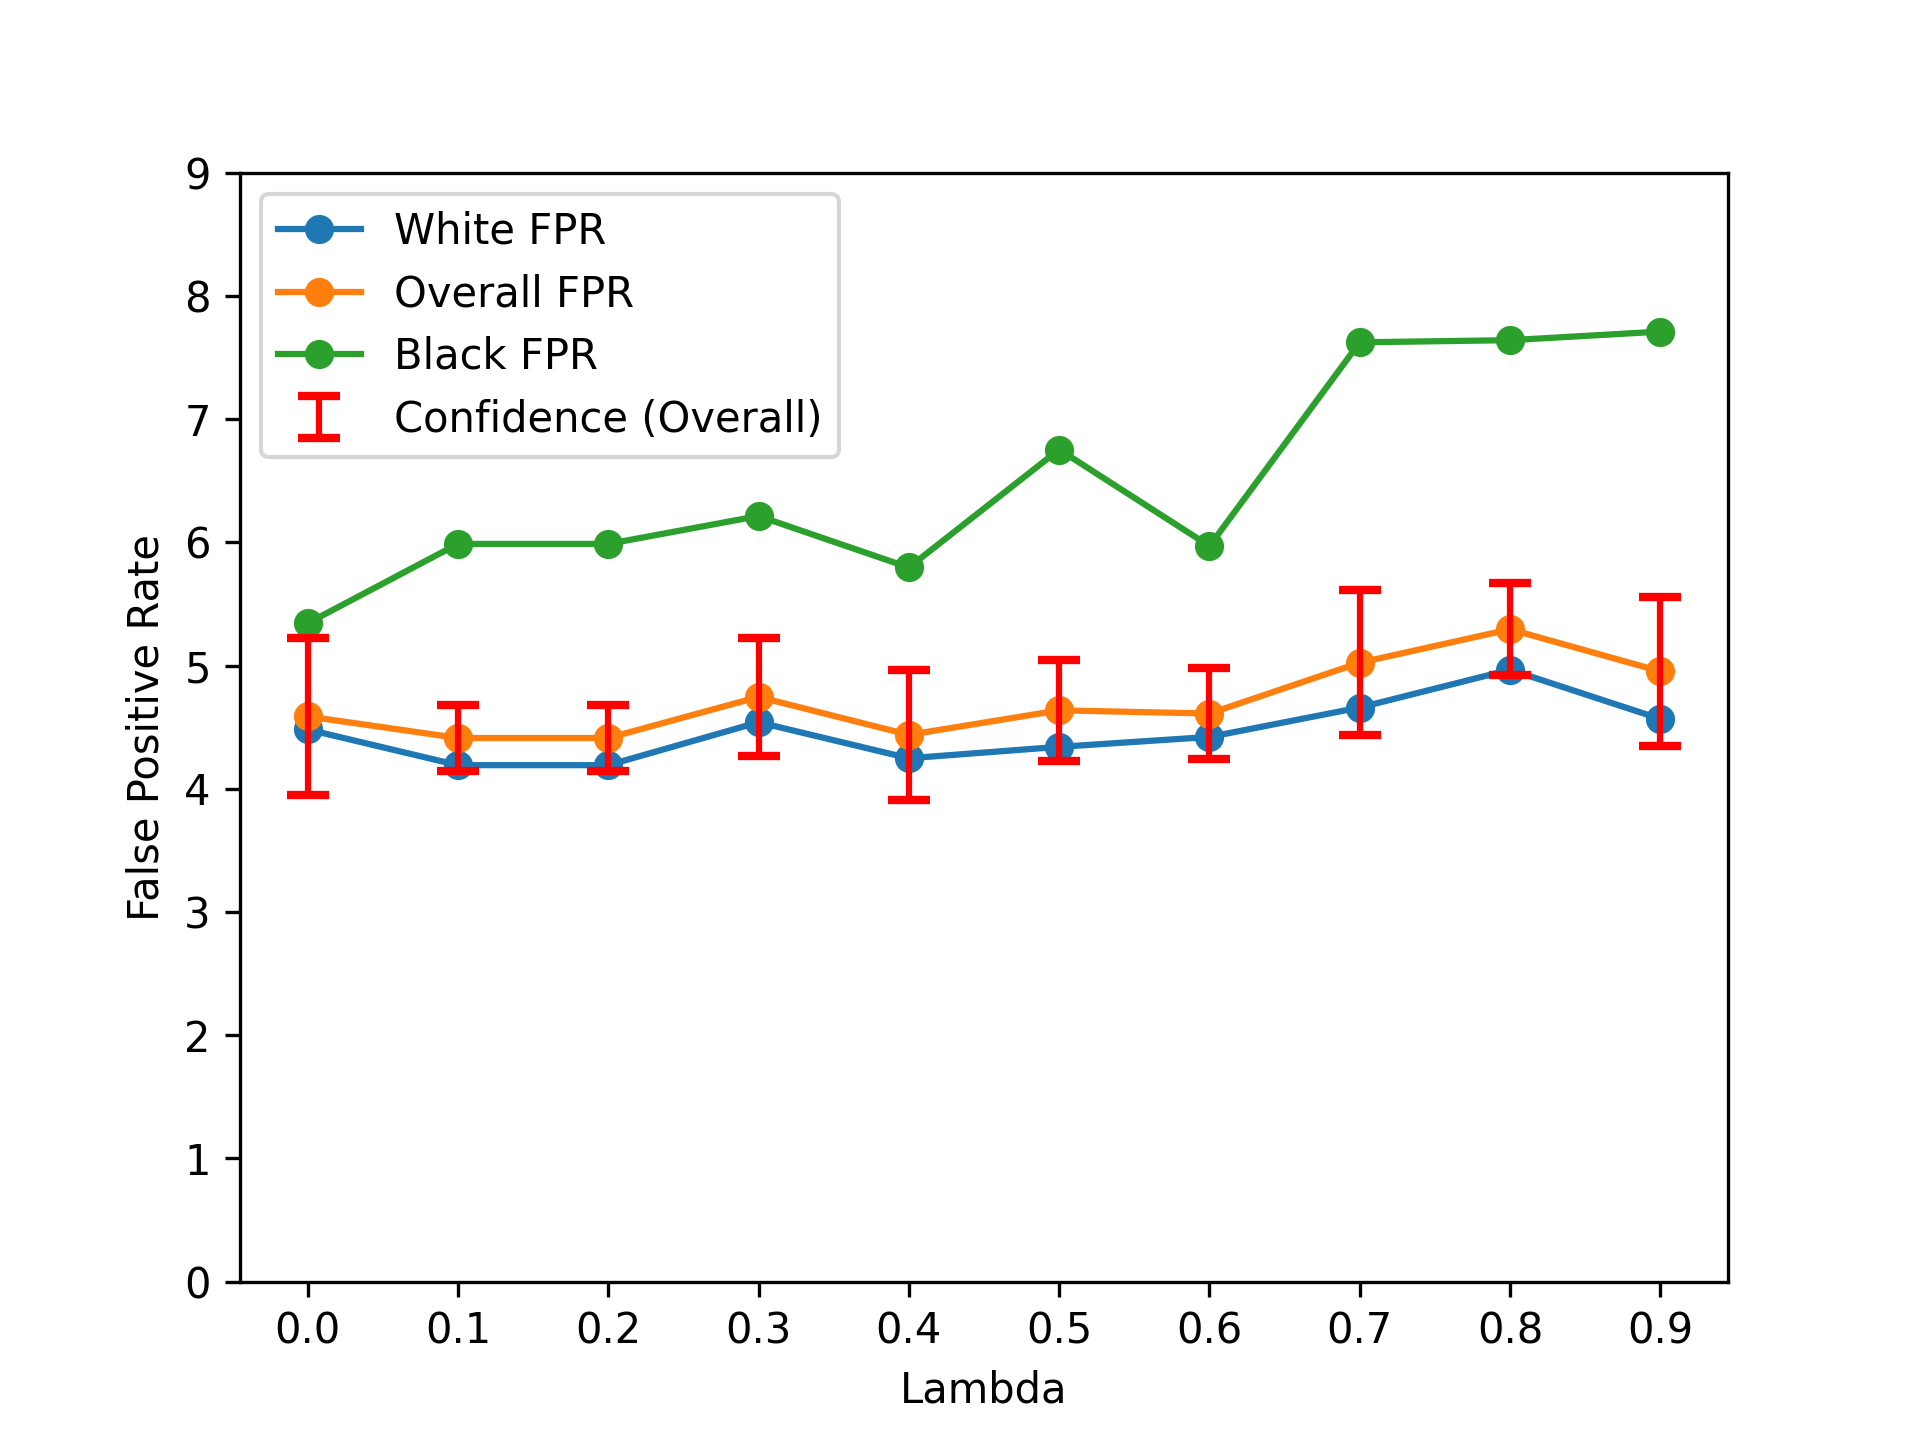 9
8
7
6
5
4
3
2
1
0
False Positive Rate
White FPR
Overall FPR
Black FPR
Confidence (Overall)
0.0 0.1 0.2 0.3 0.4 0.5 0.6 0.7 0.8 0.9
Lambda